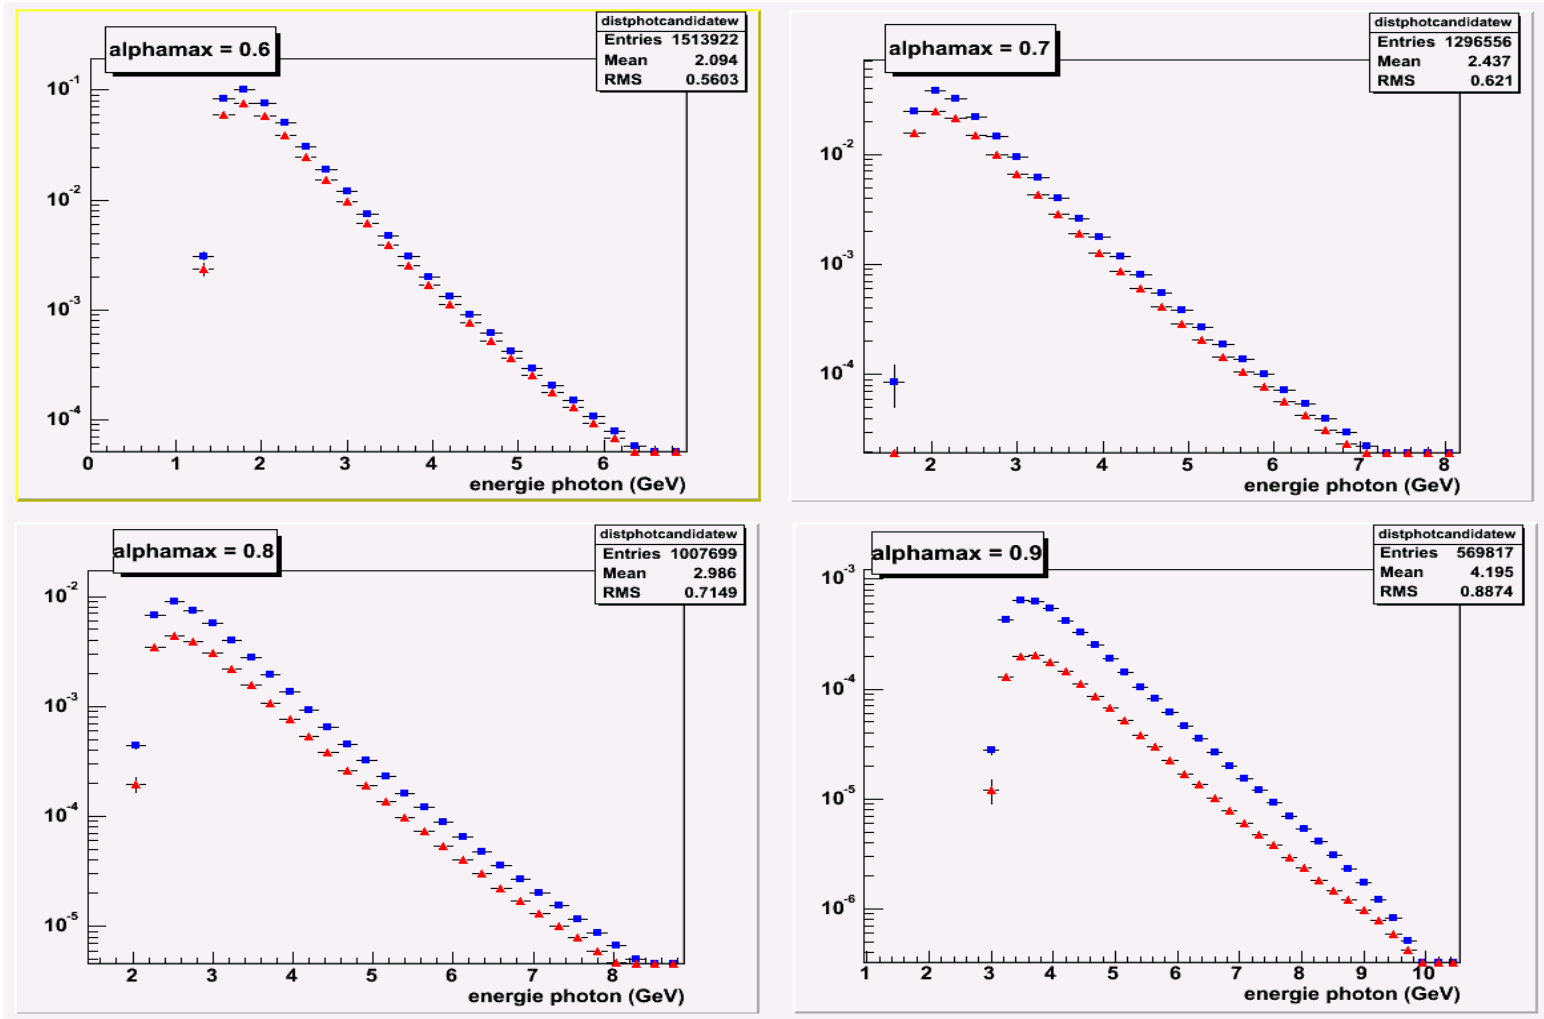 alphamax = 0.6
distphotcandidatew
Entries 1513922
Mean 2.094
RMS 0.5603
10^-1
10^-2
10^-3
10^-4
0 1 2 3 4 5 6
energie photon (GeV)
alphamax = 0.7
distphotcandidatew
Entries 1296556
Mean 2.437
RMS 0.621
10^-2
10^-3
10^-4
2 3 4 5 6 7 8
energie photon (GeV)
alphamax = 0.8
distphotcandidatew
Entries 1007699
Mean 2.986
RMS 0.7149
10^-2
10^-3
10^-4
10^-5
2 3 4 5 6 7 8
energie photon (GeV)
alphamax = 0.9
distphotcandidatew
Entries 569817
Mean 4.195
RMS 0.8874
10^-3
10^-4
10^-5
10^-6
1 2 3 4 5 6 7 8 9 10
energie photon (GeV)